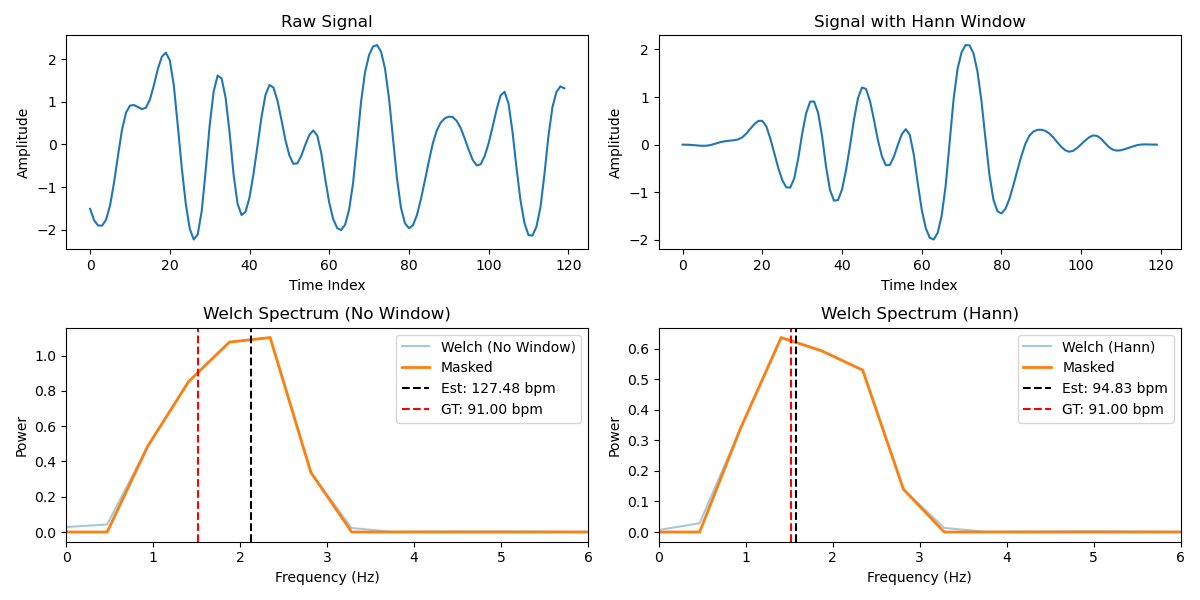 Raw Signal
Amplitude
2
1
0
−1
−2
0 20 40 60 80 100 120
Time Index
Signal with Hann Window
Amplitude
2
1
0
−1
−2
0 20 40 60 80 100 120
Time Index
Welch Spectrum (No Window)
Power
1.0
0.8
0.6
0.4
0.2
0.0
Welch (No Window)
Masked
Est: 127.48 bpm
GT: 91.00 bpm
0 1 2 3 4 5 6
Frequency (Hz)
Welch Spectrum (Hann)
Power
0.6
0.5
0.4
0.3
0.2
0.1
0.0
Welch (Hann)
Masked
Est: 94.83 bpm
GT: 91.00 bpm
0 1 2 3 4 5 6
Frequency (Hz)